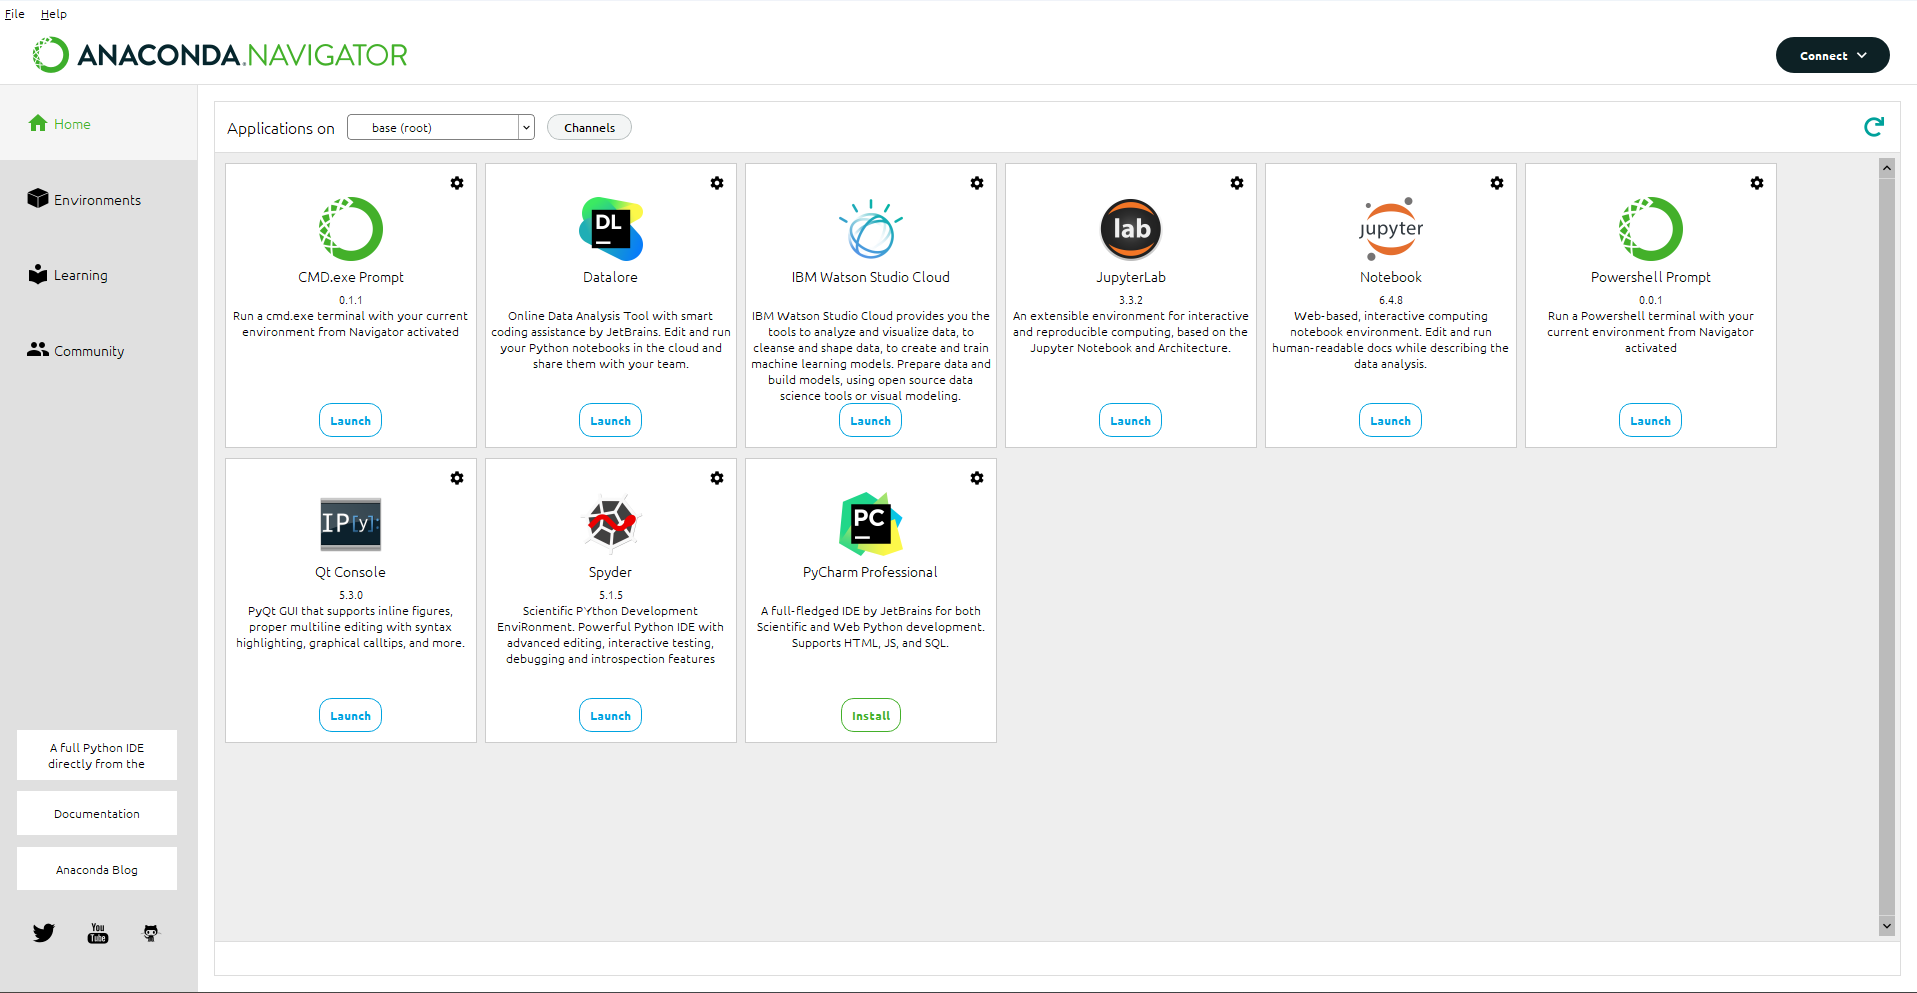 File Help
ANACONDA.NAVIGATOR
Connect
Home
Environments
Learning
Community
A full Python IDE
directly from the
Documentation
Anaconda Blog
You
Tube
Applications on base (root) Channels
CMD.exe Prompt
0.1.1
Run a cmd.exe terminal with your current
environment from Navigator activated
Launch
DL
Datalore
Online Data Analysis Tool with smart
coding assistance by JetBrains. Edit and run
your Python notebooks in the cloud and
share them with your team.
Launch
IBM Watson Studio Cloud
IBM Watson Studio Cloud provides you the
tools to analyze and visualize data, to
cleanse and shape data, to create and train
machine learning models. Prepare data and
build models, using open source data
science tools or visual modeling.
Launch
lab
JupyterLab
3.3.2
An extensible environment for interactive
and reproducible computing, based on the
Jupyter Notebook and Architecture.
Launch
jupyter
Notebook
6.4.8
Web-based, interactive computing
notebook environment. Edit and run
human-readable docs while describing the
data analysis.
Launch
Powershell Prompt
0.0.1
Run a Powershell terminal with your
current environment from Navigator
activated
Launch
IP[y]:
Qt Console
5.3.0
PyQt GUI that supports inline figures,
proper multiline editing with syntax
highlighting, graphical calltips, and more.
Launch
Spyder
5.1.5
Scientific PYthon Development
EnviRonment. Powerful Python IDE with
advanced editing, interactive testing,
debugging and introspection features
Launch
PC
PyCharm Professional
A full-fledged IDE by JetBrains for both
Scientific and Web Python development.
Supports HTML, JS, and SQL.
Install